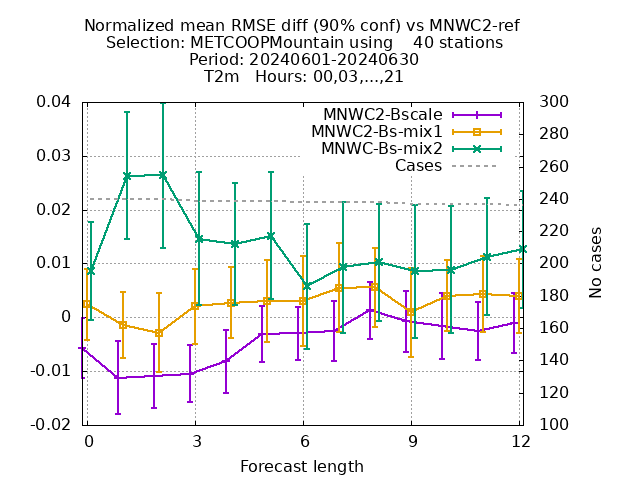 Normalized mean RMSE diff (90% conf) vs MNWC2-ref
Selection: METCOOPMountain using    40 stations
Period: 20240601-20240630
T2m   Hours: 00,03,...,21
MNWC2-Bscale
MNWC2-Bs-mix1
MNWC-Bs-mix2
Cases
0.04
0.03
0.02
0.01
0
-0.01
-0.02
300
280
260
240
220
200
180
160
140
120
100
No cases
0 3 6 9 12
Forecast length